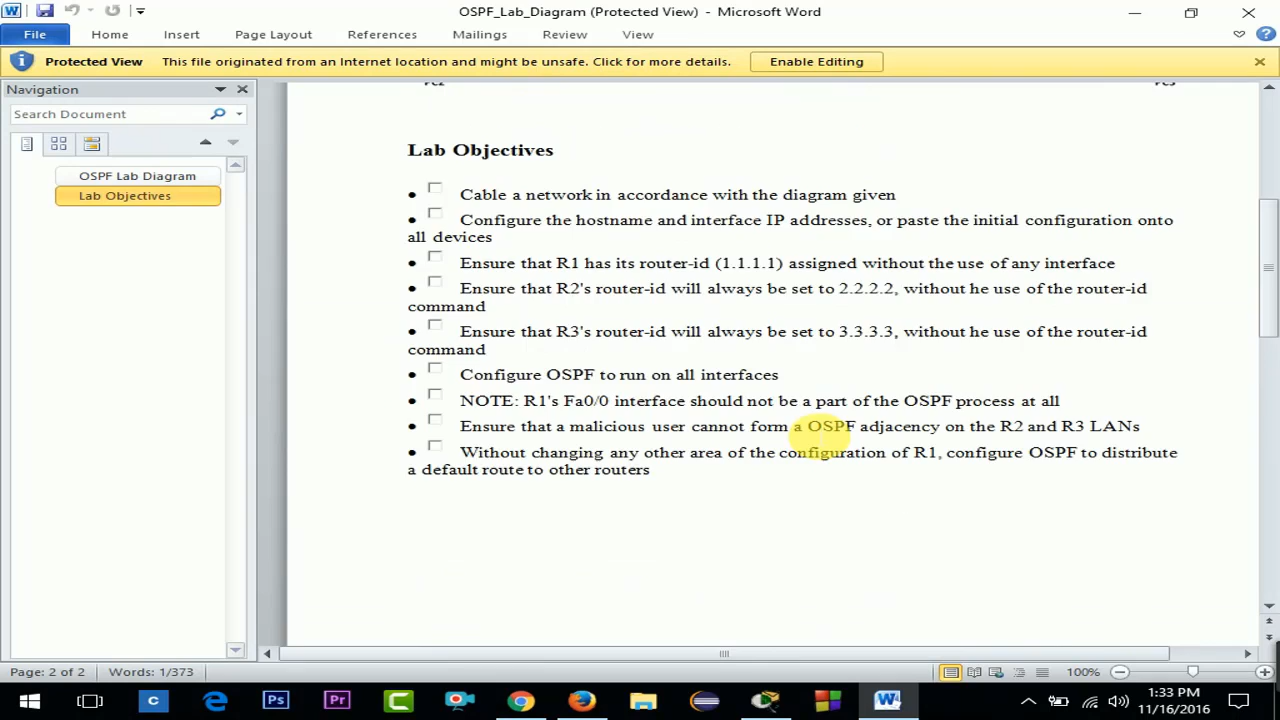 OSPF_Lab_Diagram (Protected View) - Microsoft Word
File Home Insert Page Layout References Mailings Review View
Protected View This file originated from an Internet location and might be unsafe. Click for more details. Enable Editing
Navigation
Search Document
OSPF Lab Diagram
Lab Objectives
Lab Objectives
• Cable a network in accordance with the diagram given
• Configure the hostname and interface IP addresses, or paste the initial configuration onto
all devices
• Ensure that R1 has its router-id (1.1.1.1) assigned without the use of any interface
• Ensure that R2's router-id will always be set to 2.2.2.2, without he use of the router-id
command
• Ensure that R3's router-id will always be set to 3.3.3.3, without he use of the router-id
command
• Configure OSPF to run on all interfaces
• NOTE: R1's Fa0/0 interface should not be a part of the OSPF process at all
• Ensure that a malicious user cannot form a OSPF adjacency on the R2 and R3 LANs
• Without changing any other area of the configuration of R1, configure OSPF to distribute
a default route to other routers
Page: 2 of 2 Words: 1/373 100%
1:33 PM
11/16/2016